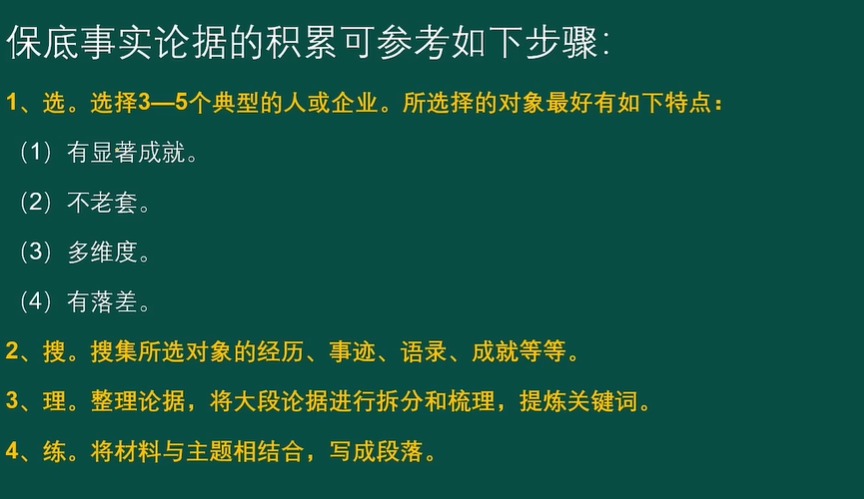 保底事实论据的积累可参考如下步骤：
1、选。选择3—5个典型的人或企业。所选择的对象最好有如下特点：
（1）有显著成就。
（2）不老套。
（3）多维度。
（4）有落差。
2、搜。搜集所选对象的经历、事迹、语录、成就等等。
3、理。整理论据，将大段论据进行拆分和梳理，提炼关键词。
4、练。将材料与主题相结合，写成段落。